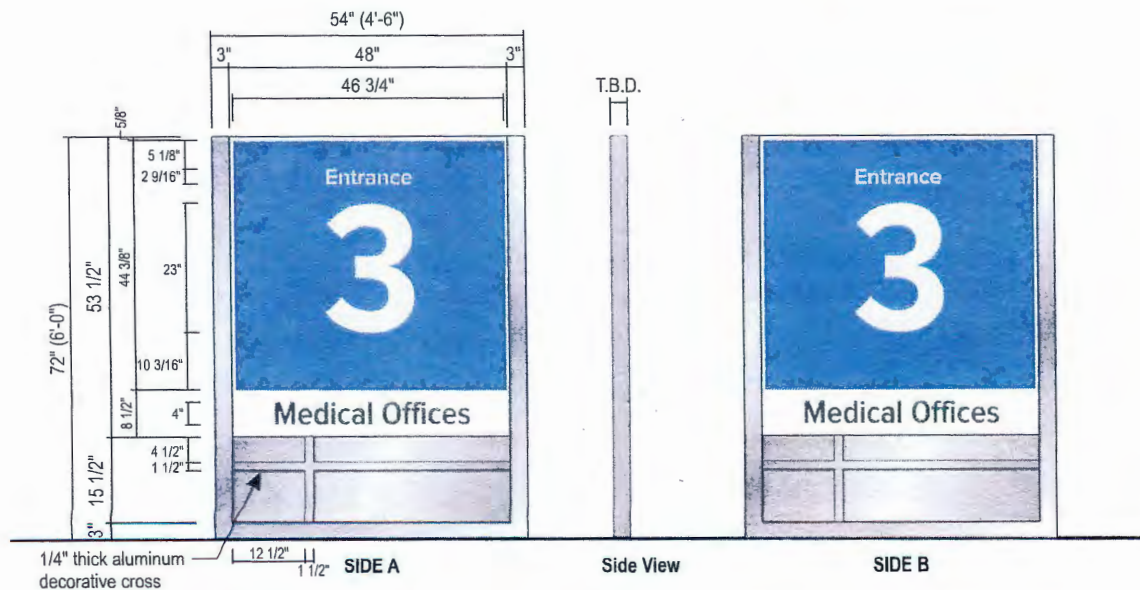 54" (4'-6")
3" 48" 3"
46 3/4"
T.B.D.
5/8"
5 1/8"
2 9/16"
23"
10 3/16"
4"
4 1/2"
1 1/2"
44 3/8"
8 1/2"
53 1/2"
15 1/2"
3"
72" (6'-0")
Entrance
3
Medical Offices
Entrance
3
Medical Offices
12 1/2"
1 1/2"
1/4" thick aluminum
decorative cross
SIDE A
Side View
SIDE B